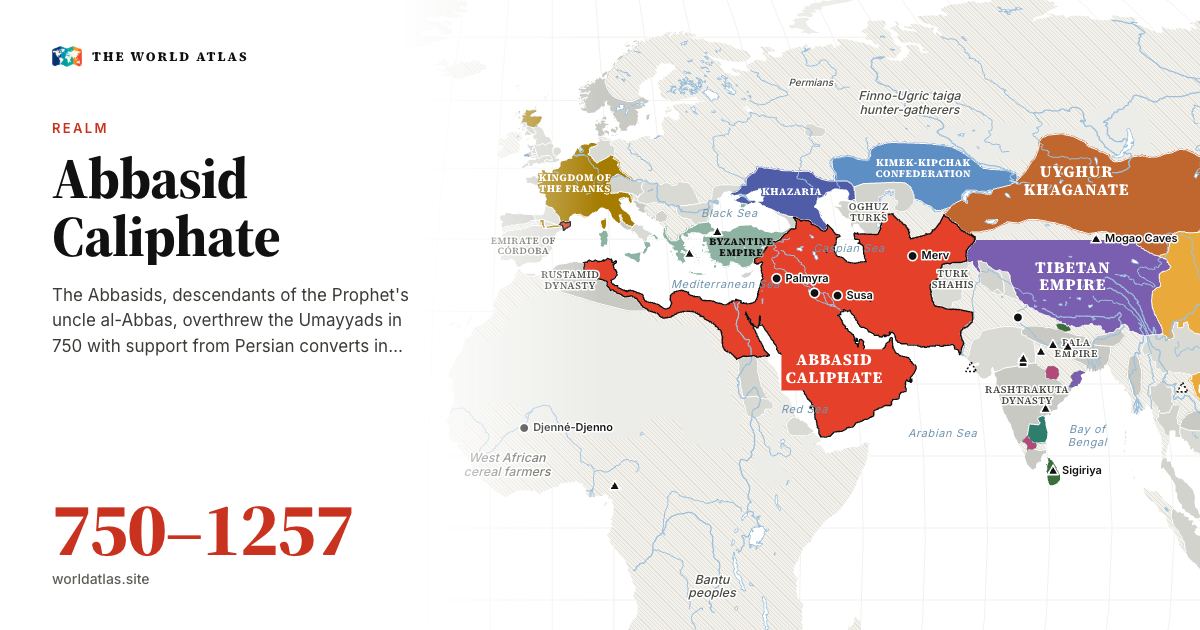 THE WORLD ATLAS
REALM
Abbasid
Caliphate
The Abbasids, descendants of the Prophet's
uncle al-Abbas, overthrew the Umayyads in
750 with support from Persian converts in...
750–1257
worldatlas.site
Permians
Finno-Ugric taiga
hunter-gatherers
KINGDOM OF
THE FRANKS
KHAZARIA
KIMEK-KIPCHAK
CONFEDERATION
UYGHUR
KHAGANATE
OGHUZ
TURKS
Black Sea
EMIRATE OF
CÓRDOBA
BYZANTINE
EMPIRE
Caspian Sea
Merv
Mogao Caves
RUSTAMID
DYNASTY
Mediterranean Sea
Palmyra
Susa
TURK
SHAHIS
TIBETAN
EMPIRE
PALA
EMPIRE
ABBASID
CALIPHATE
RASHTRAKUTA
DYNASTY
Red Sea
Djenné-Djenno
Arabian Sea
Bay of
Bengal
West African
cereal farmers
Sigiriya
Bantu
peoples